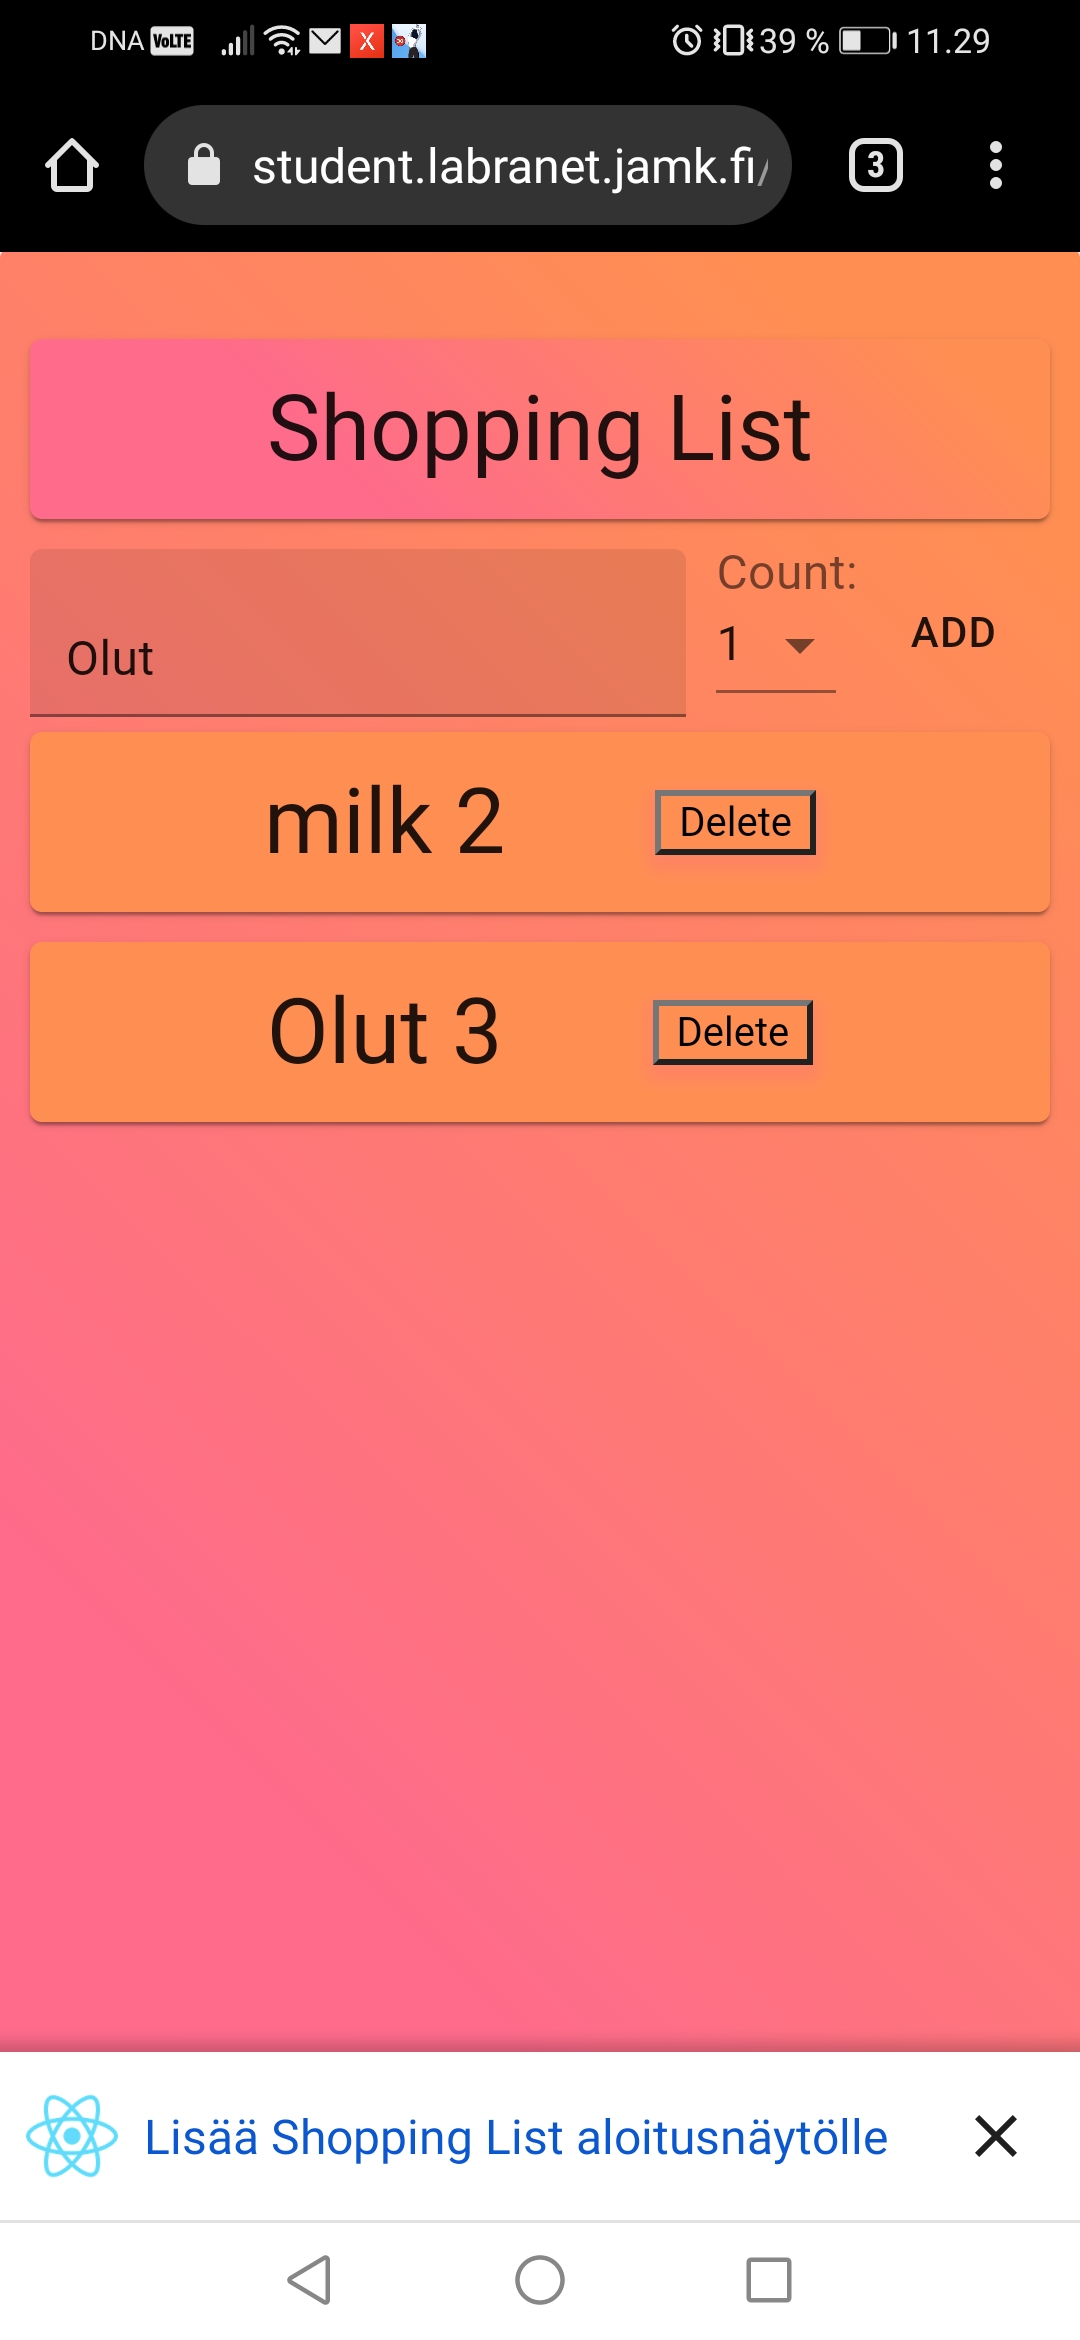 DNA VoLTE X 39 % 11.29
student.labranet.jamk.fi/
3
Shopping List
Olut
Count:
1
ADD
milk 2 Delete
Olut 3 Delete
Lisää Shopping List aloitusnäytölle